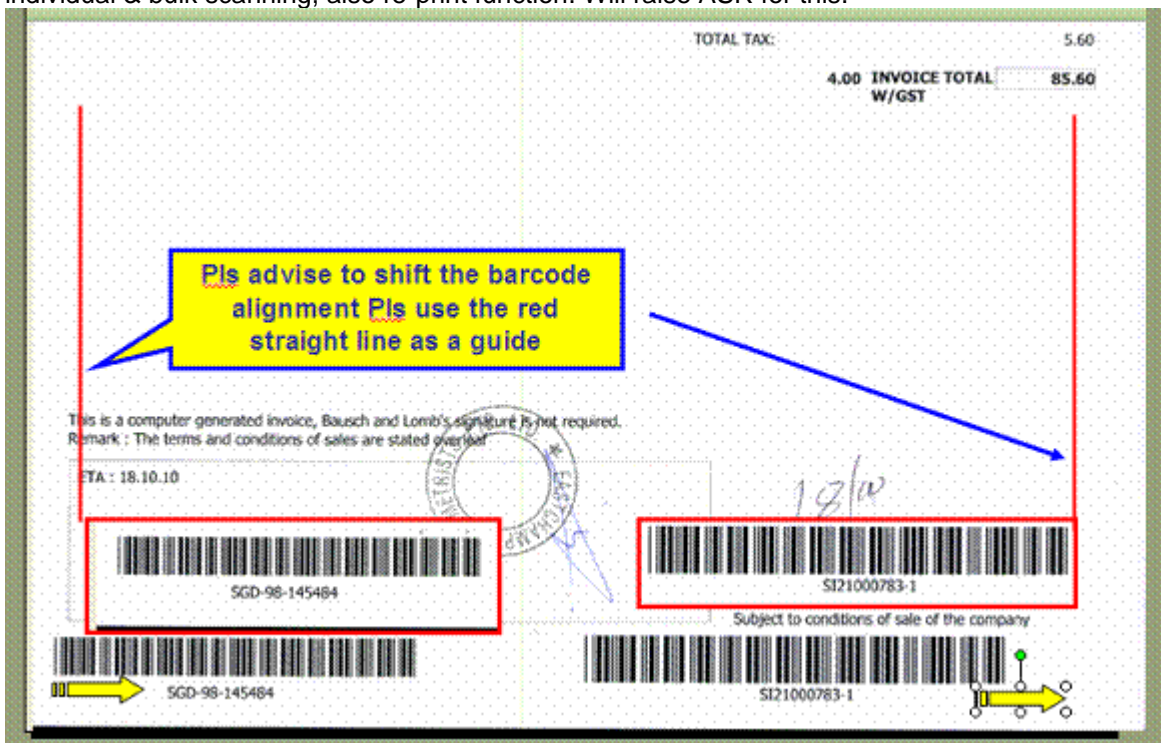 individual & bulk scanning, also re-print function. Will raise ASR for this.
TOTAL TAX: 5.60
4.00 INVOICE TOTAL 85.60
W/GST
Pls advise to shift the barcode
alignment Pls use the red
straight line as a guide
This is a computer generated invoice, Bausch and Lomb's signature is not required.
Remark : The terms and conditions of sales are stated overleaf
ETA : 18.10.10
18/10
SGD-98-145484
SI21000783-1
Subject to conditions of sale of the company
SGD-98-145484
SI21000783-1